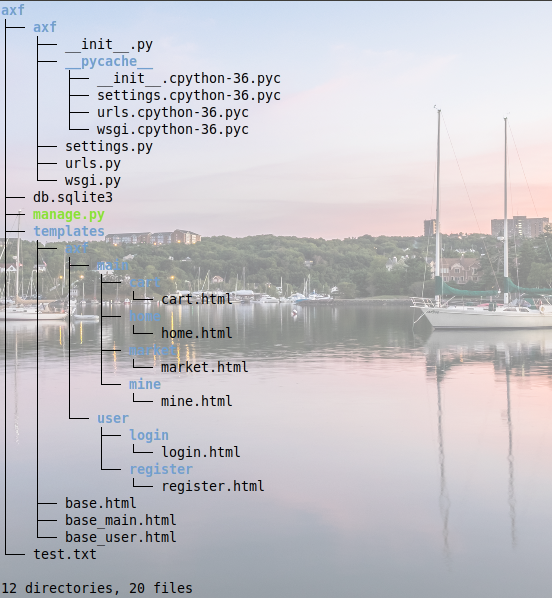 axf
├── axf
│   ├── __init__.py
│   ├── __pycache__
│   │   ├── __init__.cpython-36.pyc
│   │   ├── settings.cpython-36.pyc
│   │   ├── urls.cpython-36.pyc
│   │   └── wsgi.cpython-36.pyc
│   ├── settings.py
│   ├── urls.py
│   └── wsgi.py
├── db.sqlite3
├── manage.py
├── templates
│   ├── axf
│   │   ├── main
│   │   │   ├── cart
│   │   │   │   └── cart.html
│   │   │   ├── home
│   │   │   │   └── home.html
│   │   │   ├── market
│   │   │   │   └── market.html
│   │   │   └── mine
│   │   │       └── mine.html
│   │   └── user
│   │       ├── login
│   │       │   └── login.html
│   │       └── register
│   │           └── register.html
│   ├── base.html
│   ├── base_main.html
│   └── base_user.html
└── test.txt
12 directories, 20 files